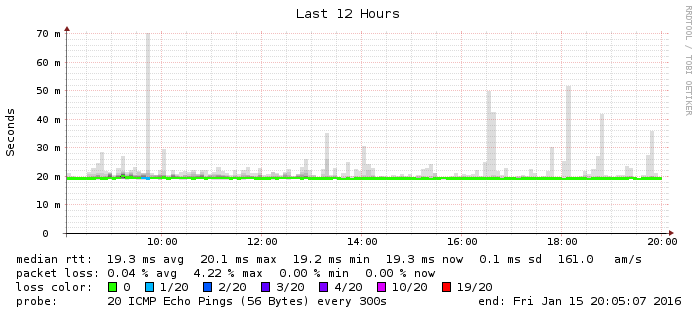 Last 12 Hours
RRDTOOL / TOBI OETIKER
Seconds
70 m
60 m
50 m
40 m
30 m
20 m
10 m
0
10:00 12:00 14:00 16:00 18:00 20:00
median rtt: 19.3 ms avg 20.1 ms max 19.2 ms min 19.3 ms now 0.1 ms sd 161.0 am/s
packet loss: 0.04 % avg 4.22 % max 0.00 % min 0.00 % now
loss color: 0 1/20 2/20 3/20 4/20 10/20 19/20
probe: 20 ICMP Echo Pings (56 Bytes) every 300s end: Fri Jan 15 20:05:07 2016